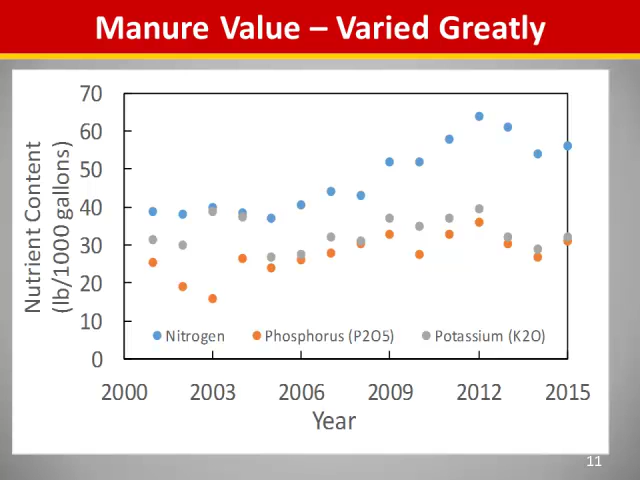 Manure Value – Varied Greatly
Nutrient Content
(lb/1000 gallons)
70
60
50
40
30
20
10
0
Nitrogen
Phosphorus (P2O5)
Potassium (K2O)
2000 2003 2006 2009 2012 2015
Year
11